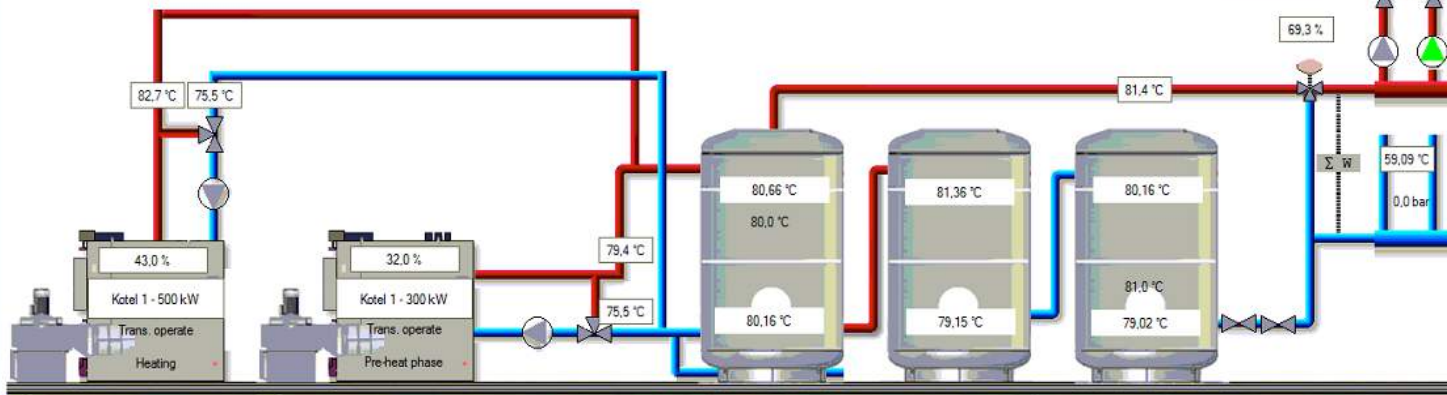 69,3 %
82,7 °C
75,5 °C
81,4 °C
Σ W
59,09 °C
0,0 bar
80,66 °C
80,0 °C
81,36 °C
80,16 °C
79,4 °C
43,0 %
Kotel 1 - 500 kW
Trans. operate
Heating
32,0 %
Kotel 1 - 300 kW
Trans. operate
Pre-heat phase
75,5 °C
80,16 °C
79,15 °C
81,0 °C
79,02 °C